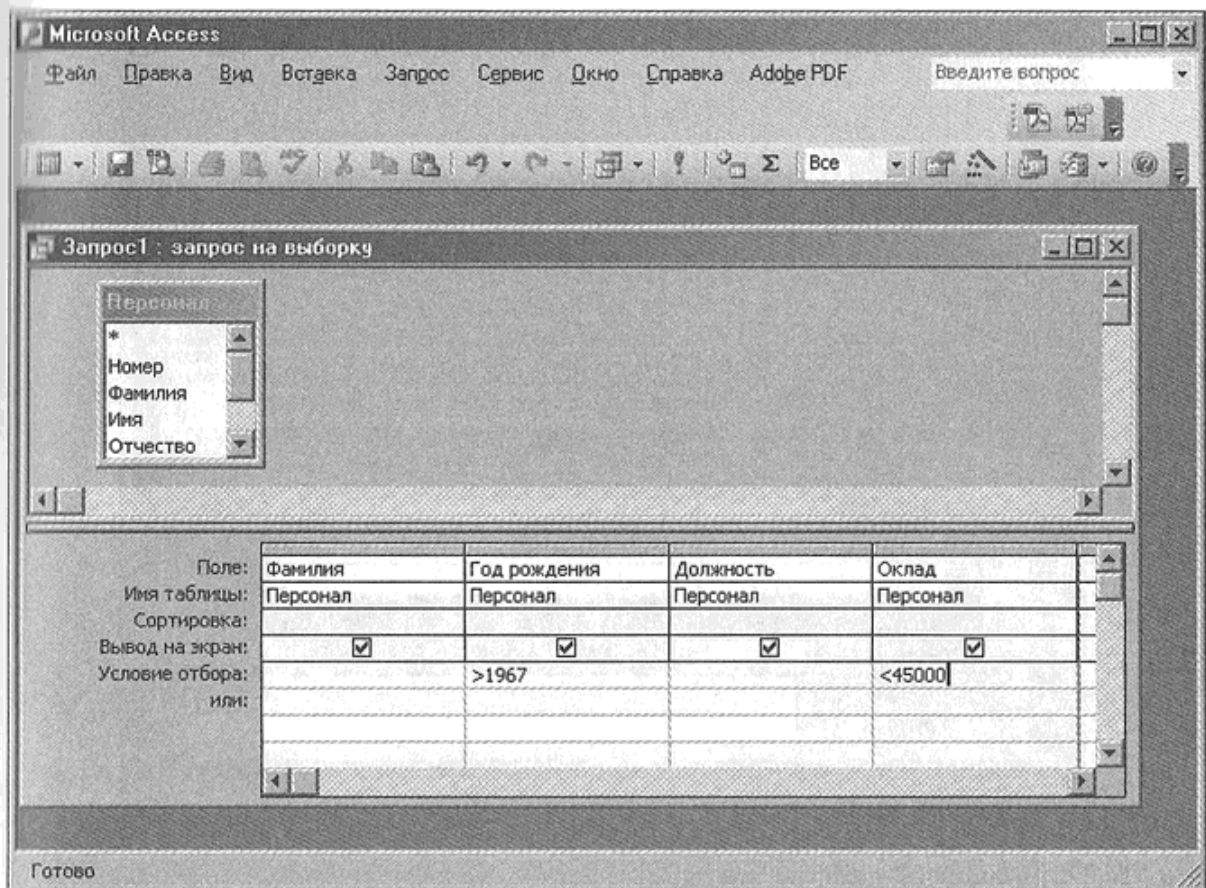 Microsoft Access
Файл Правка Вид Вставка Запрос Сервис Окно Справка Adobe PDF Введите вопрос
Все
Запрос1 : запрос на выборку
Персонал
*
Номер
Фамилия
Имя
Отчество
Поле: Фамилия Год рождения Должность Оклад
Имя таблицы: Персонал Персонал Персонал Персонал
Сортировка:
Вывод на экран:
Условие отбора: >1967 <45000
или:
Готово